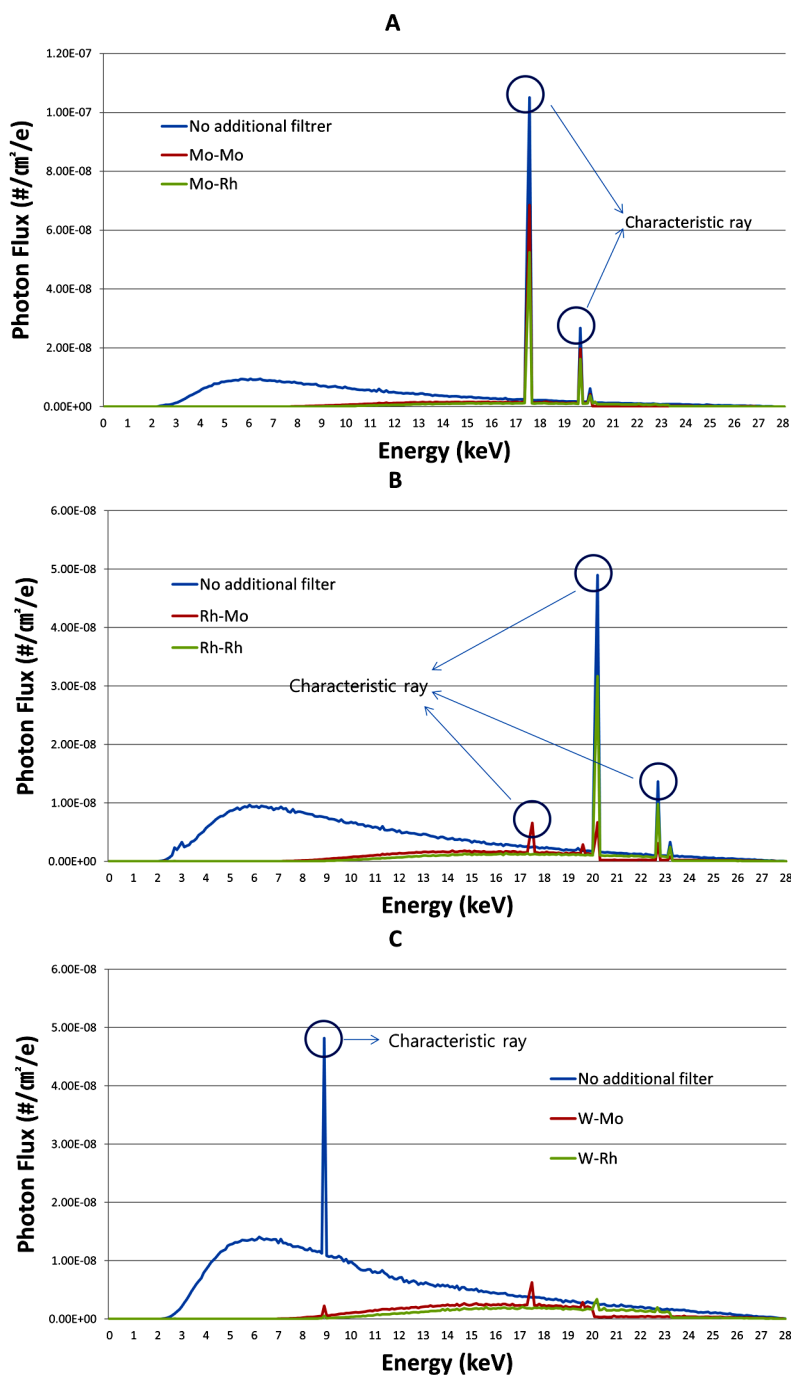 A
1.20E-07
1.00E-07
8.00E-08
6.00E-08
4.00E-08
2.00E-08
0.00E+00
Photon Flux (#/㎠/e)
No additional filtrer
Mo-Mo
Mo-Rh
Characteristic ray
0 1 2 3 4 5 6 7 8 9 10 11 12 13 14 15 16 17 18 19 20 21 22 23 24 25 26 27 28
Energy (keV)
B
6.00E-08
5.00E-08
4.00E-08
3.00E-08
2.00E-08
1.00E-08
0.00E+00
Photon Flux (#/㎠/e)
No additional filter
Rh-Mo
Rh-Rh
Characteristic ray
0 1 2 3 4 5 6 7 8 9 10 11 12 13 14 15 16 17 18 19 20 21 22 23 24 25 26 27 28
Energy (keV)
C
6.00E-08
5.00E-08
4.00E-08
3.00E-08
2.00E-08
1.00E-08
0.00E+00
Photon Flux (#/㎠/e)
Characteristic ray
No additional filter
W-Mo
W-Rh
0 1 2 3 4 5 6 7 8 9 10 11 12 13 14 15 16 17 18 19 20 21 22 23 24 25 26 27 28
Energy (keV)